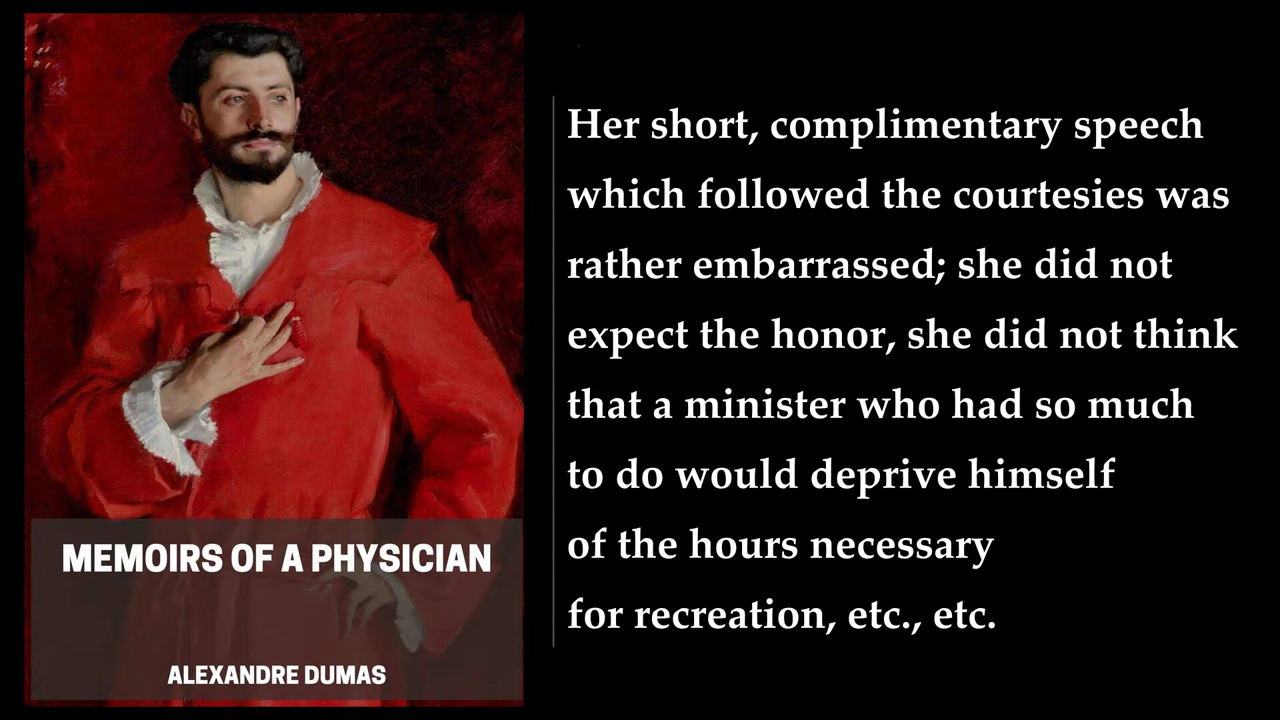 MEMOIRS OF A PHYSICIAN
ALEXANDRE DUMAS
Her short, complimentary speech
which followed the courtesies was
rather embarrassed; she did not
expect the honor, she did not think
that a minister who had so much
to do would deprive himself
of the hours necessary
for recreation, etc., etc.